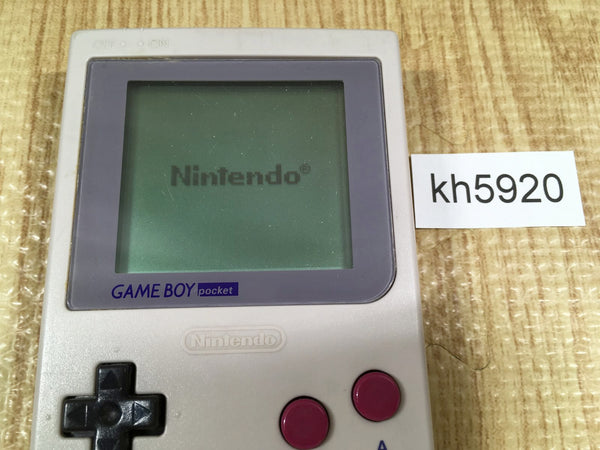 OFF ON
Nintendo®
kh5920
GAME BOY pocket
Nintendo
A